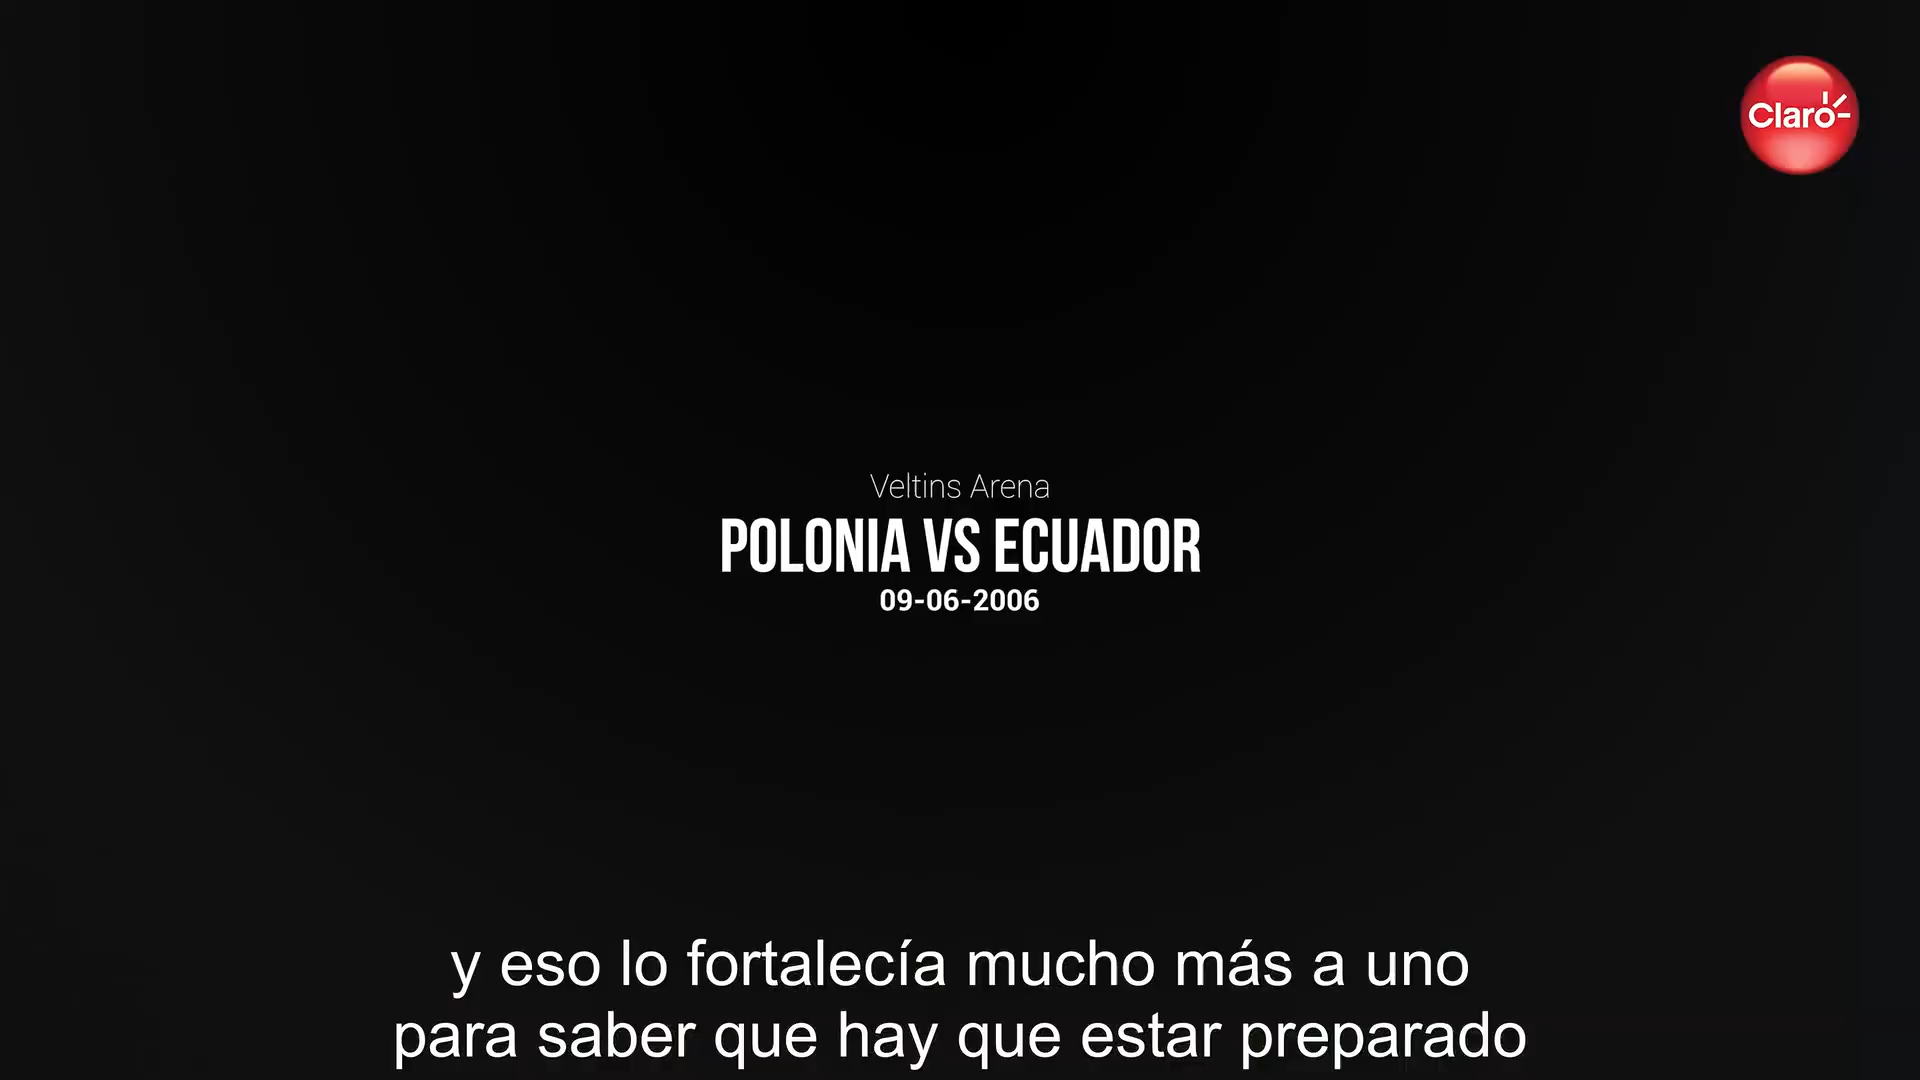 Claro
Veltins Arena
POLONIA VS ECUADOR
09-06-2006
y eso lo fortalecía mucho más a uno
para saber que hay que estar preparado